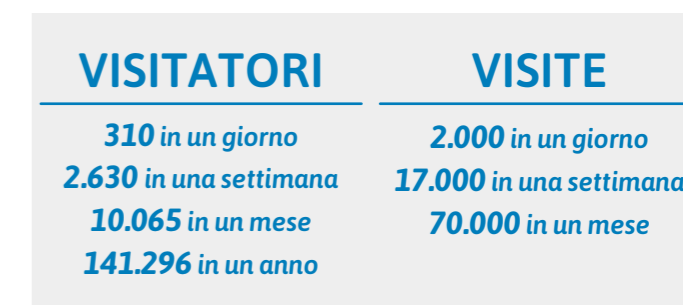 VISITATORI
310 in un giorno
2.630 in una settimana
10.065 in un mese
141.296 in un anno
VISITE
2.000 in un giorno
17.000 in una settimana
70.000 in un mese